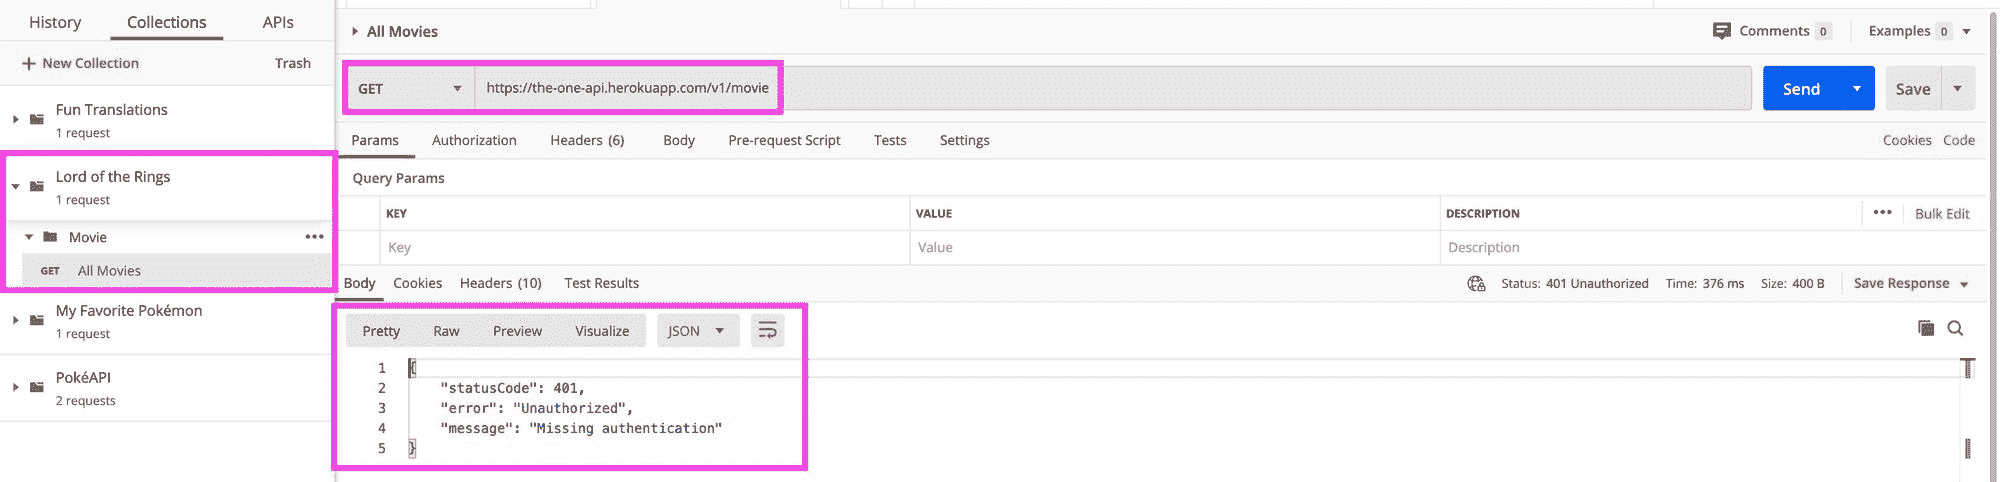 History Collections APIs
+ New Collection Trash
Fun Translations
1 request
Lord of the Rings
1 request
Movie •••
GET All Movies
My Favorite Pokémon
1 request
PokéAPI
2 requests
All Movies Comments 0 Examples 0
GET https://the-one-api.herokuapp.com/v1/movie Send Save
Params Authorization Headers (6) Body Pre-request Script Tests Settings Cookies Code
Query Params
KEY VALUE DESCRIPTION ••• Bulk Edit
Key Value Description
Body Cookies Headers (10) Test Results Status: 401 Unauthorized Time: 376 ms Size: 400 B Save Response
Pretty Raw Preview Visualize JSON
1 {
2 "statusCode": 401,
3 "error": "Unauthorized",
4 "message": "Missing authentication"
5 }